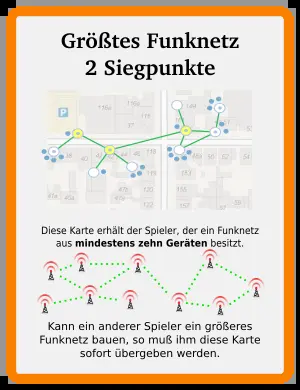 Größtes Funknetz
2 Siegpunkte
P
Diese Karte erhält der Spieler, der ein Funknetz
aus mindestens zehn Geräten besitzt.
Kann ein anderer Spieler ein größeres
Funknetz bauen, so muß ihm diese Karte
sofort übergeben werden.